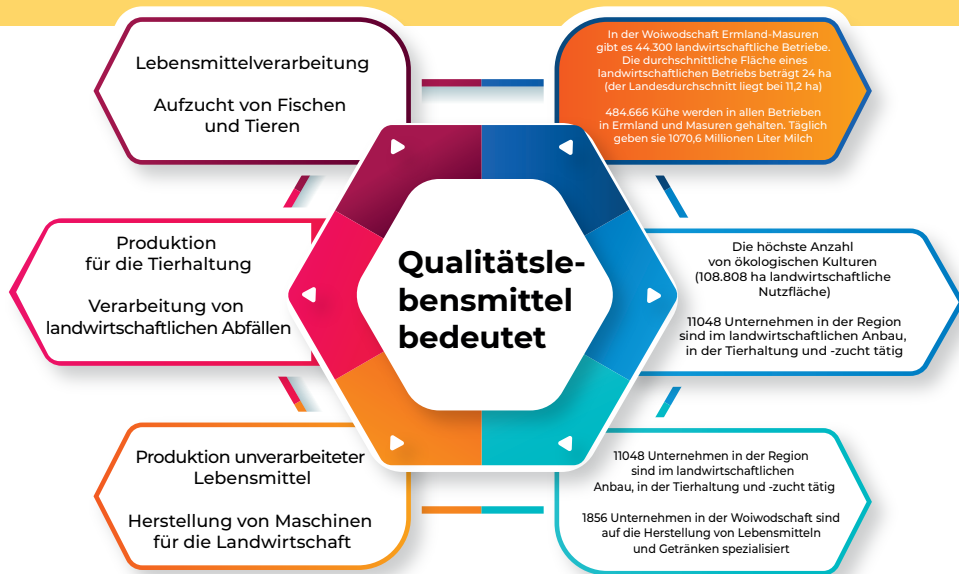 Lebensmittelverarbeitung
Aufzucht von Fischen
und Tieren
In der Woiwodschaft Ermland-Masuren
gibt es 44.300 landwirtschaftliche Betriebe.
Die durchschnittliche Fläche eines
landwirtschaftlichen Betriebs beträgt 24 ha
(der Landesdurchschnitt liegt bei 11,2 ha)
484.666 Kühe werden in allen Betrieben
in Ermland und Masuren gehalten. Täglich
geben sie 1070,6 Millionen Liter Milch
Produktion
für die Tierhaltung
Verarbeitung von
landwirtschaftlichen Abfällen
Qualitätsle-
bensmittel
bedeutet
Die höchste Anzahl
von ökologischen Kulturen
(108.808 ha landwirtschaftliche
Nutzfläche)
11048 Unternehmen in der Region
sind im landwirtschaftlichen Anbau,
in der Tierhaltung und -zucht tätig
Produktion unverarbeiteter
Lebensmittel
Herstellung von Maschinen
für die Landwirtschaft
11048 Unternehmen in der Region
sind im landwirtschaftlichen
Anbau, in der Tierhaltung und -zucht tätig
1856 Unternehmen in der Woiwodschaft sind
auf die Herstellung von Lebensmitteln
und Getränken spezialisiert